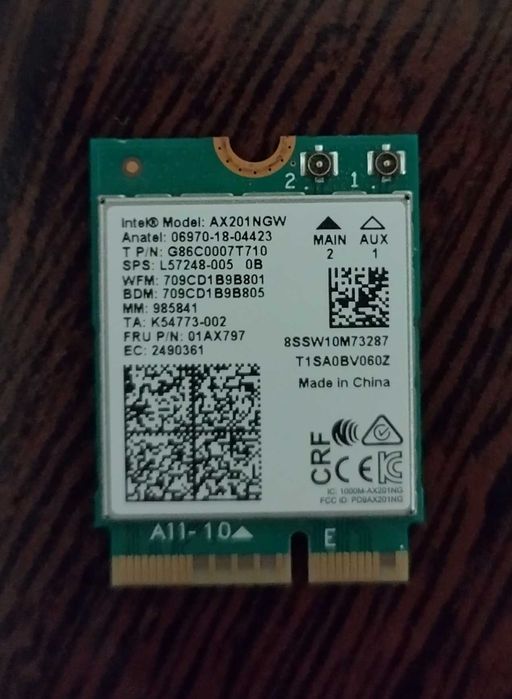 2 1
Intel® Model: AX201NGW
Anatel: 06970-18-04423
T P/N: G86C0007T710
SPS: L57248-005 0B
WFM: 709CD1B9B801
BDM: 709CD1B9B805
MM: 985841
TA: K54773-002
FRU P/N: 01AX797
EC: 2490361
MAIN AUX
2 1
8SSW10M73287
T1SA0BV060Z
Made in China
CRF
CE
IC: 1000M-AX201NG
FCC ID: PD9AX201NG
A11-10 E